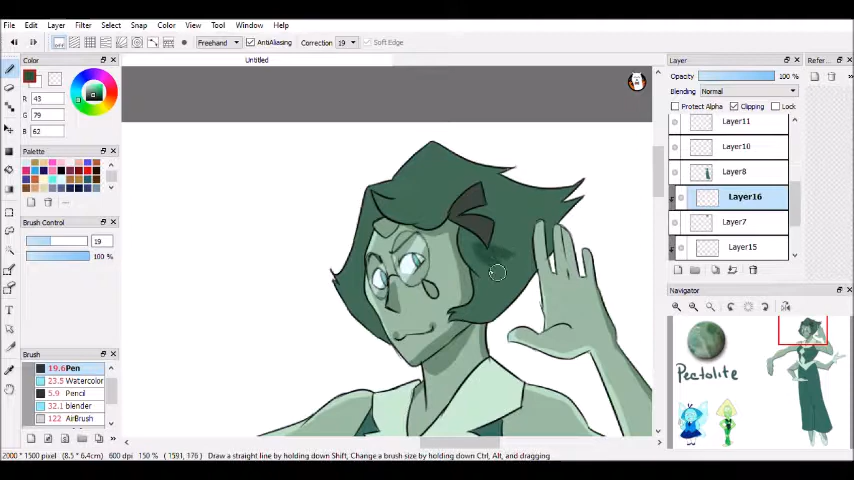 File Edit Layer Filter Select Snap Color View Tool Window Help
OFF Freehand AntiAliasing Correction 19 Soft Edge
Color
R 43
G 79
B 62
Palette
Brush Control
19
100 %
Brush
19.6 Pen
23.5 Watercolor
5.9 Pencil
32.1 blender
122 AirBrush
Untitled
Layer
Opacity 100 %
Blending Normal
Protect Alpha Clipping Lock
Layer11
Layer10
Layer8
Layer16
Layer7
Layer15
Refer...
Navigator
Pectolite
2000 * 1500 pixel (8.5 * 6.4cm) 600 dpi 150 % ( 1591, 176 ) Draw a straight line by holding down Shift, Change a brush size by holding down Ctrl, Alt, and dragging